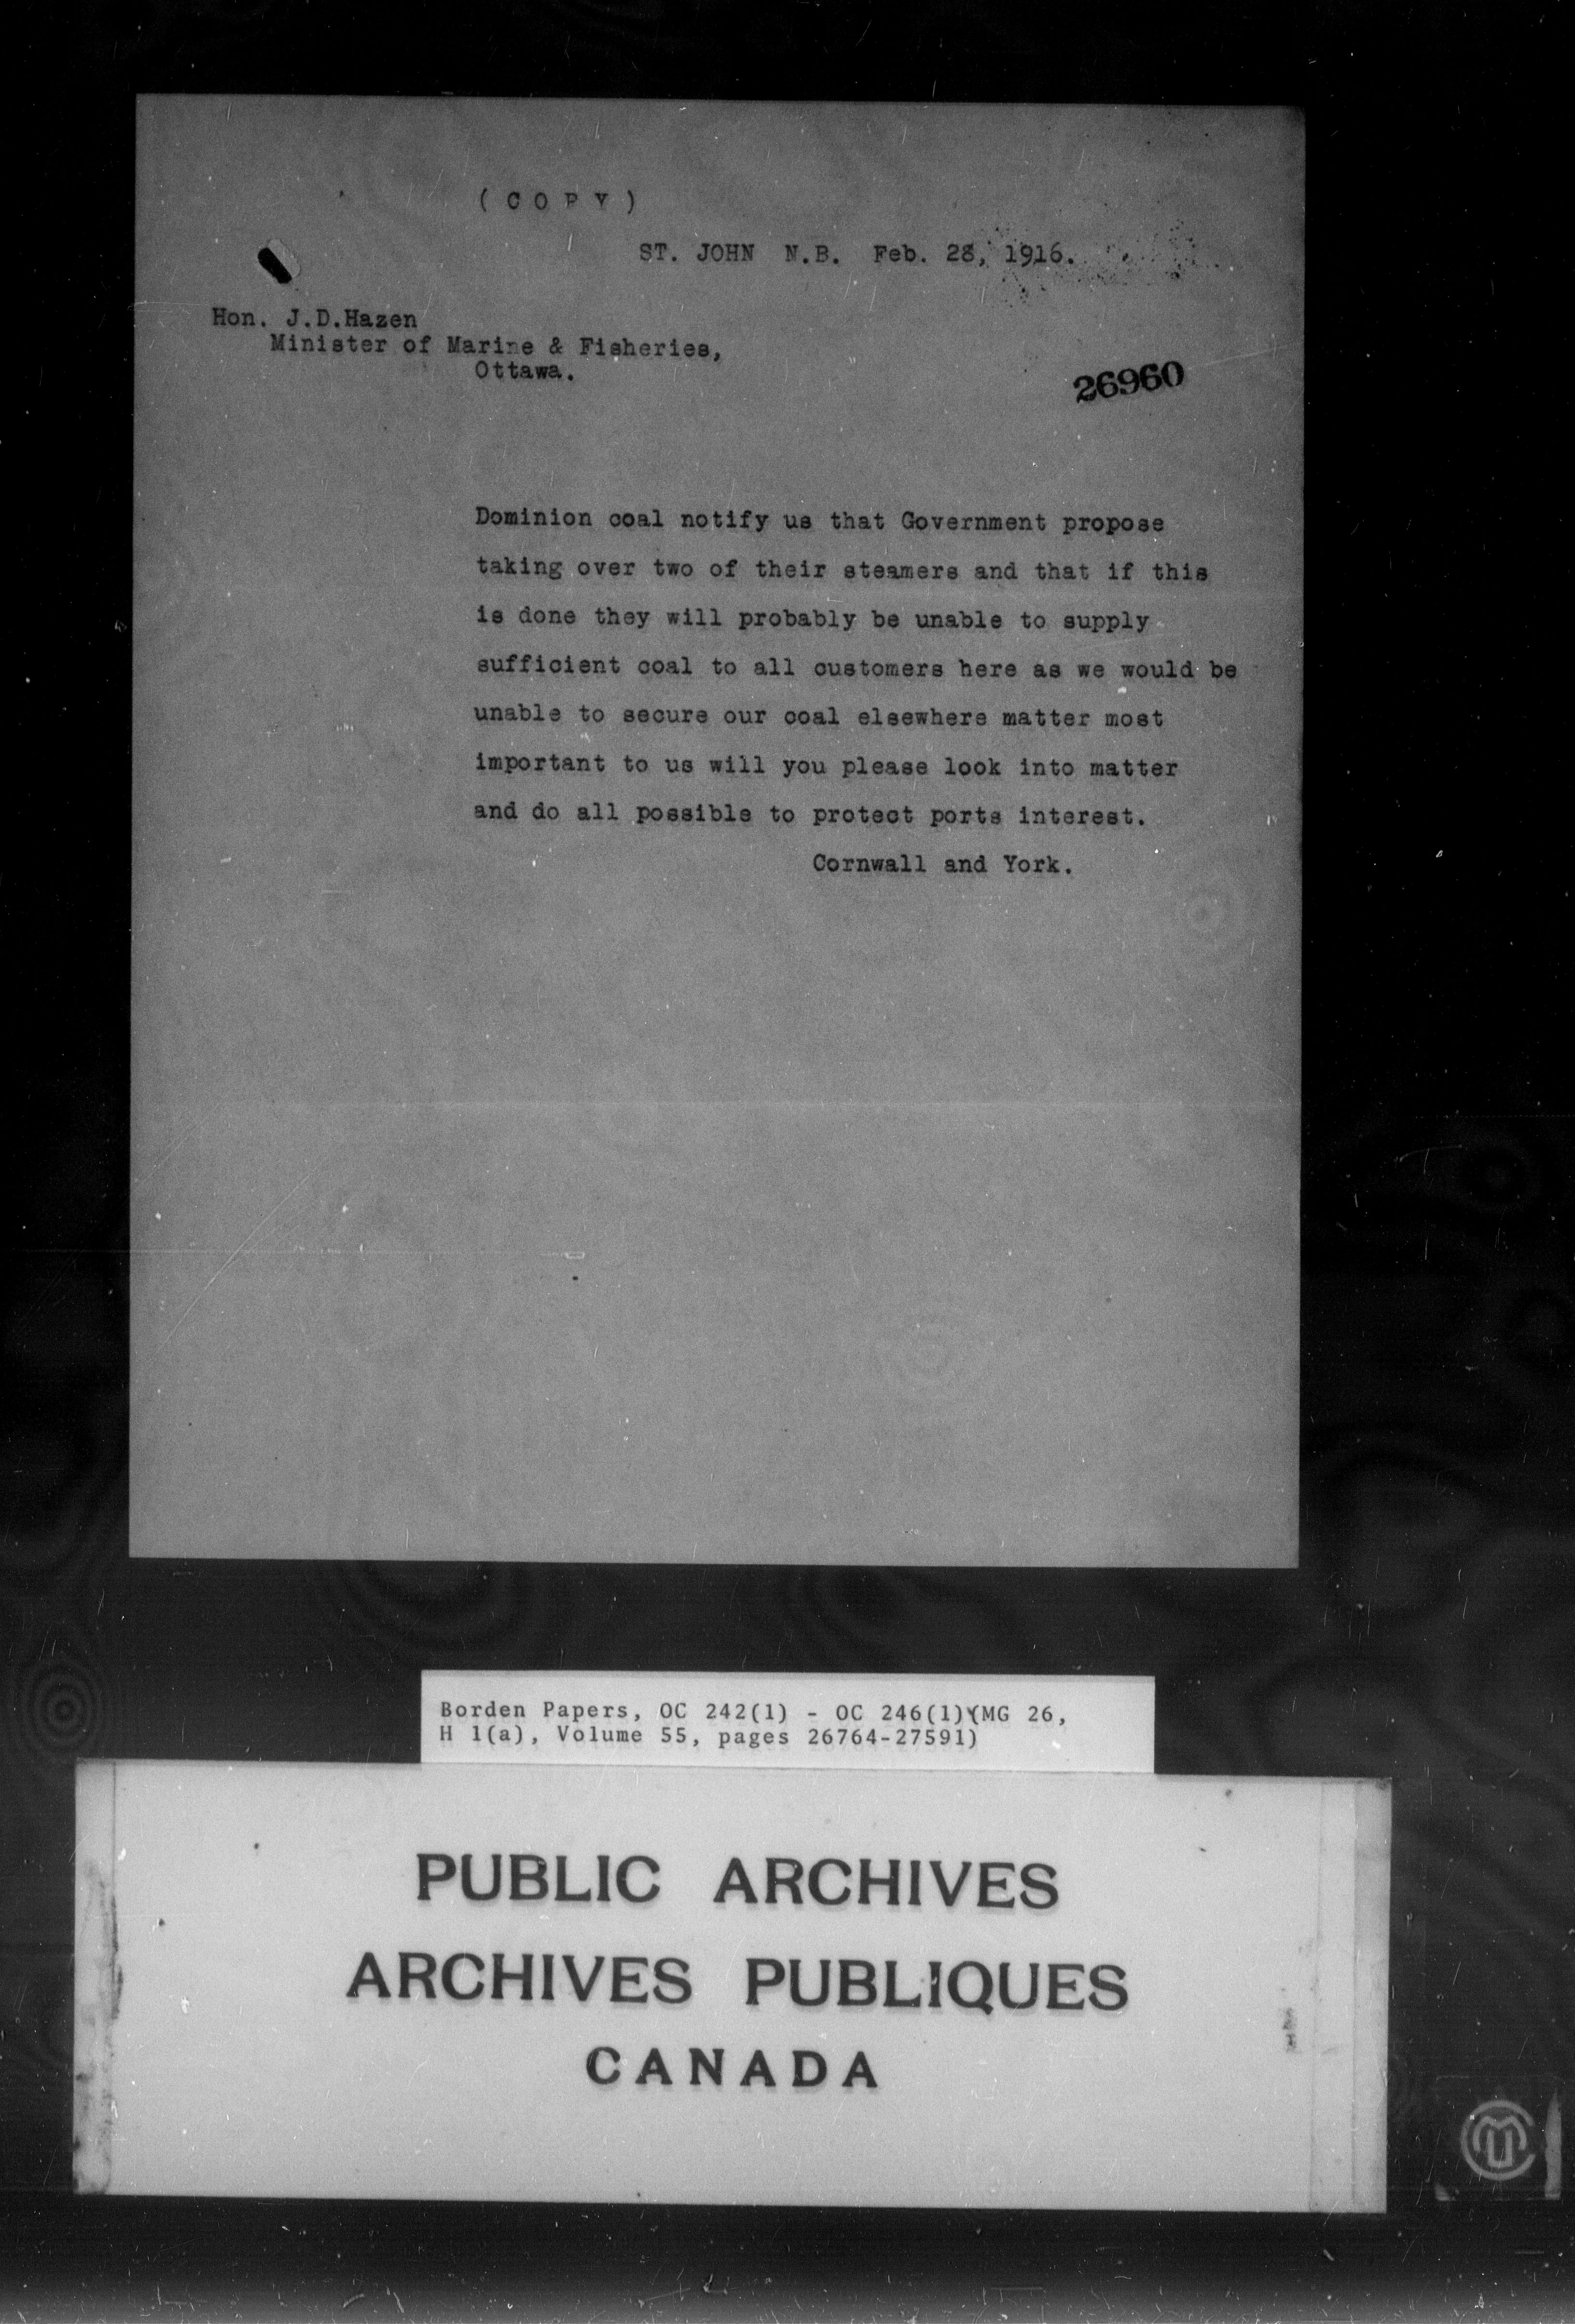 ( C O P Y )
ST. JOHN N.B. Feb. 28, 1916.
Hon. J.D.Hazen
Minister of Marine & Fisheries,
Ottawa.
26960
Dominion coal notify us that Government propose
taking over two of their steamers and that if this
is done they will probably be unable to supply
sufficient coal to all customers here as we would be
unable to secure our coal elsewhere matter most
important to us will you please look into matter
and do all possible to protect ports interest.
Cornwall and York.
Borden Papers, OC 242(1) - OC 246(1)(MG 26,
H 1(a), Volume 55, pages 26764-27591)
PUBLIC ARCHIVES
ARCHIVES PUBLIQUES
CANADA